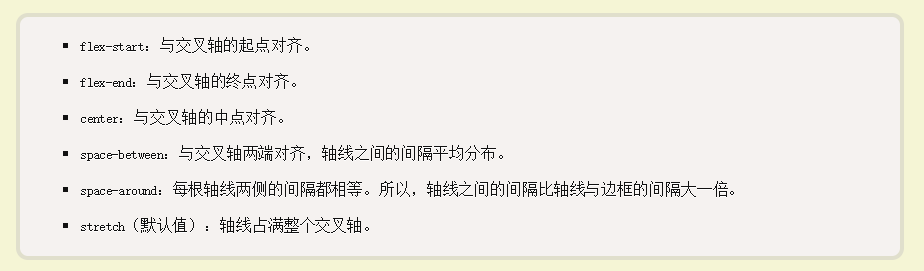 flex-start：与交叉轴的起点对齐。
flex-end：与交叉轴的终点对齐。
center：与交叉轴的中点对齐。
space-between：与交叉轴两端对齐，轴线之间的间隔平均分布。
space-around：每根轴线两侧的间隔都相等。所以，轴线之间的间隔比轴线与边框的间隔大一倍。
stretch（默认值）：轴线占满整个交叉轴。